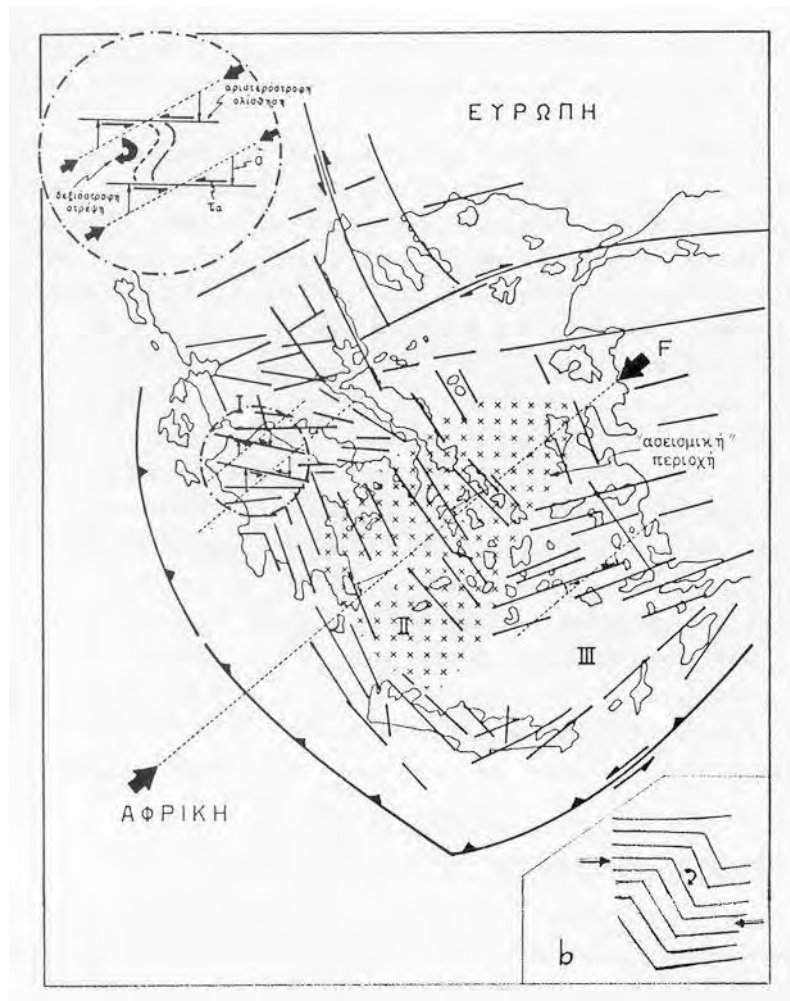 αριστερόστροφη
ολίσθηση
ΕΥΡΩΠΗ
σ
δεξιόστροφη
στρέψη
τα
F
I
"ασεισμική"
περιοχή
II
III
ΑΦΡΙΚΗ
b